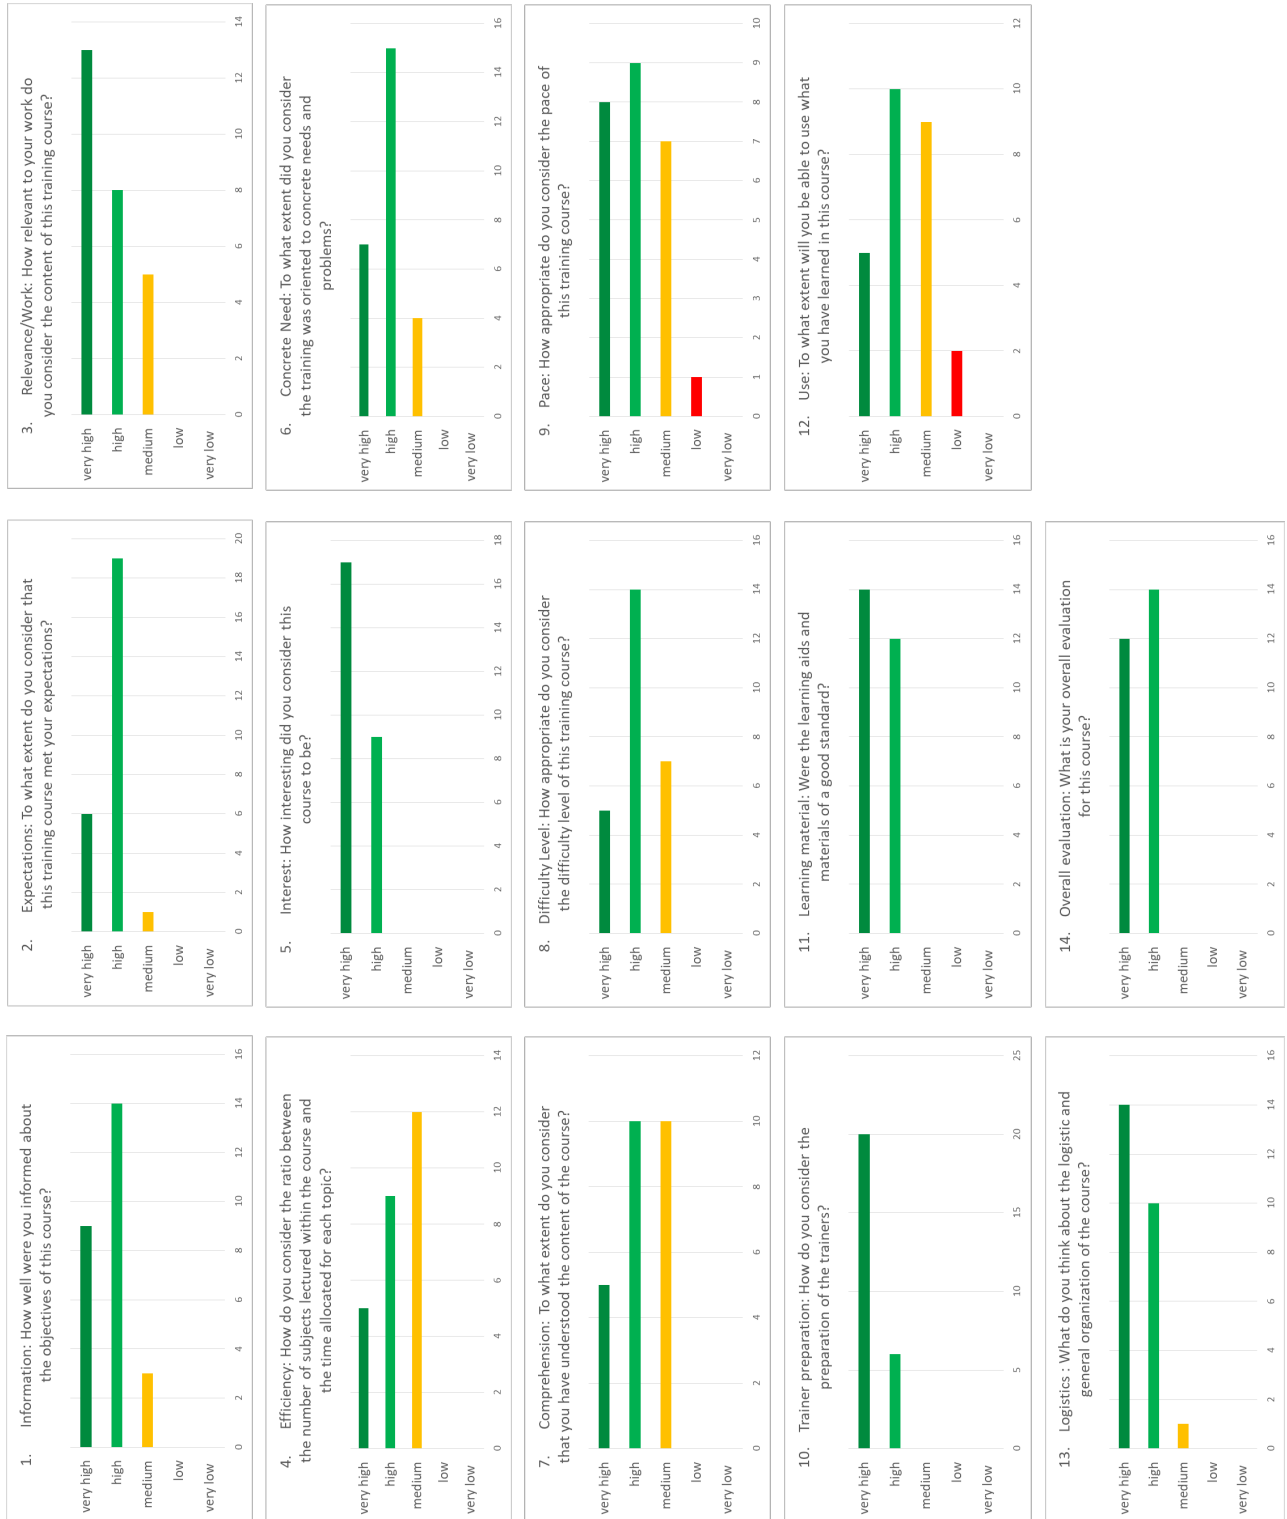 1. Information: How well were you informed about
the objectives of this course?
very high
high
medium
low
very low
0 2 4 6 8 10 12 14 16
2. Expectations: To what extent do you consider that
this training course met your expectations?
very high
high
medium
low
very low
0 2 4 6 8 10 12 14 16 18 20
3. Relevance/Work: How relevant to your work do
you consider the content of this training course?
very high
high
medium
low
very low
0 2 4 6 8 10 12 14
4. Efficiency: How do you consider the ratio between
the number of subjects lectured within the course and
the time allocated for each topic?
very high
high
medium
low
very low
0 2 4 6 8 10 12 14
5. Interest: How interesting did you consider this
course to be?
very high
high
medium
low
very low
0 2 4 6 8 10 12 14 16 18
6. Concrete Need: To what extent did you consider
the training was oriented to concrete needs and
problems?
very high
high
medium
low
very low
0 2 4 6 8 10 12 14 16
7. Comprehension: To what extent do you consider
that you have understood the content of the course?
very high
high
medium
low
very low
0 2 4 6 8 10 12
8. Difficulty Level: How appropriate do you consider
the difficulty level of this training course?
very high
high
medium
low
very low
0 2 4 6 8 10 12 14 16
9. Pace: How appropriate do you consider the pace of
this training course?
very high
high
medium
low
very low
0 1 2 3 4 5 6 7 8 9 10
10. Trainer preparation: How do you consider the
preparation of the trainers?
very high
high
medium
low
very low
0 5 10 15 20 25
11. Learning material: Were the learning aids and
materials of a good standard?
very high
high
medium
low
very low
0 2 4 6 8 10 12 14 16
12. Use: To what extent will you be able to use what
you have learned in this course?
very high
high
medium
low
very low
0 2 4 6 8 10 12
13. Logistics : What do you think about the logistic and
general organization of the course?
very high
high
medium
low
very low
0 2 4 6 8 10 12 14 16
14. Overall evaluation: What is your overall evaluation
for this course?
very high
high
medium
low
very low
0 2 4 6 8 10 12 14 16